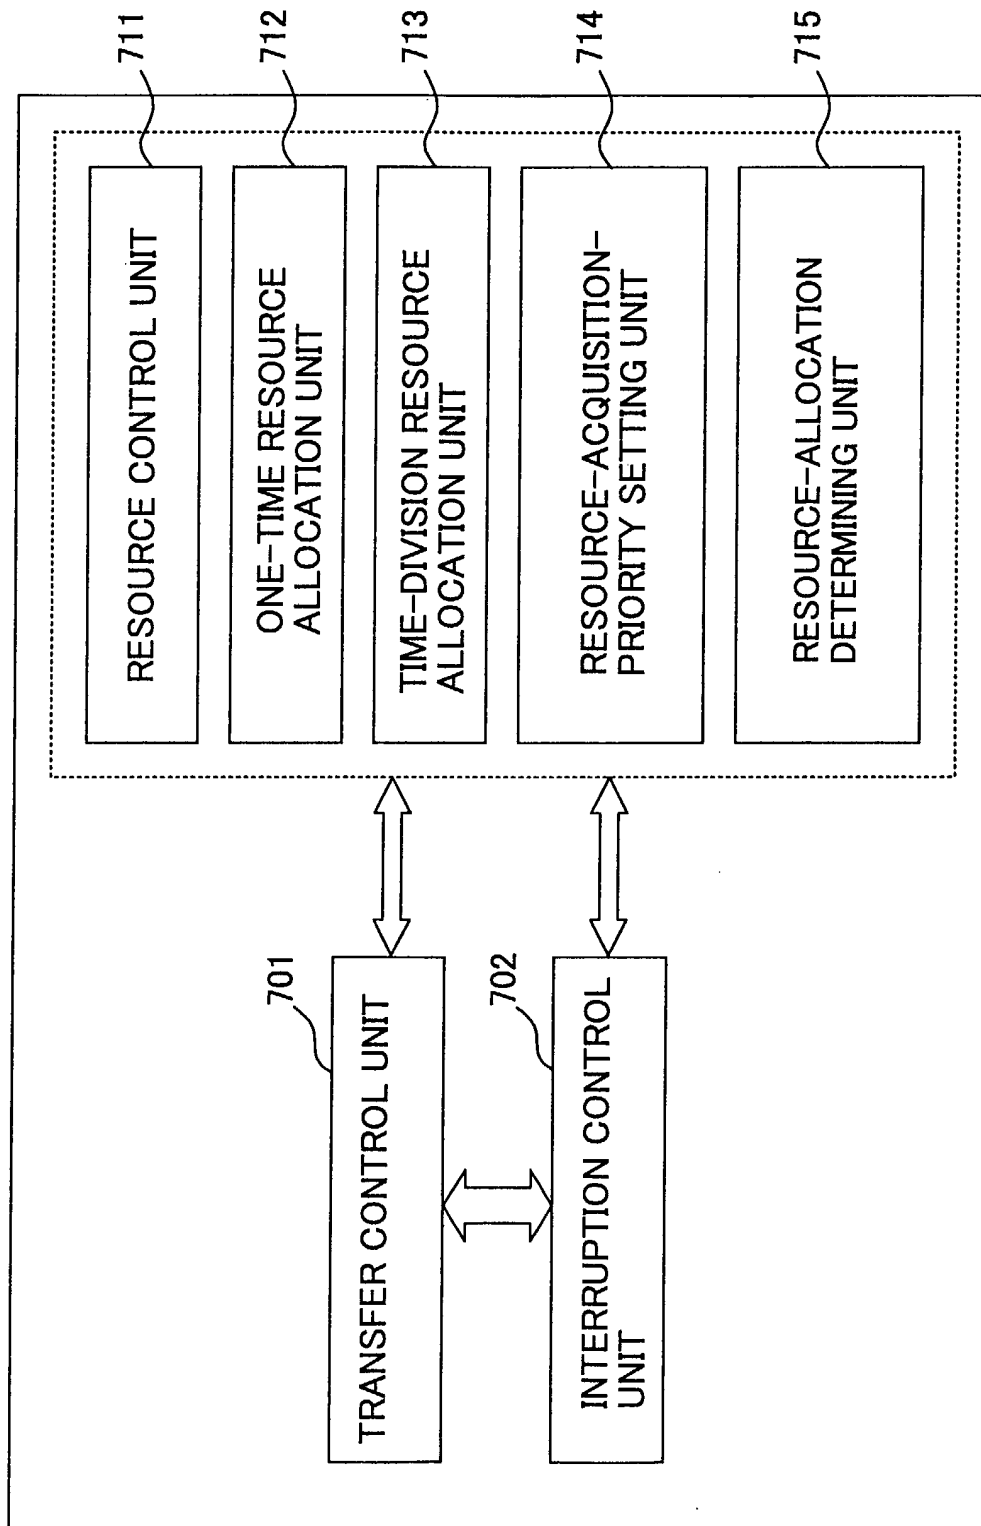 701
TRANSFER CONTROL UNIT
702
INTERRUPTION CONTROL
UNIT
RESOURCE CONTROL UNIT
711
ONE-TIME RESOURCE
ALLOCATION UNIT
712
TIME-DIVISION RESOURCE
ALLOCATION UNIT
713
RESOURCE-ACQUISITION-
PRIORITY SETTING UNIT
714
RESOURCE-ALLOCATION
DETERMINING UNIT
715